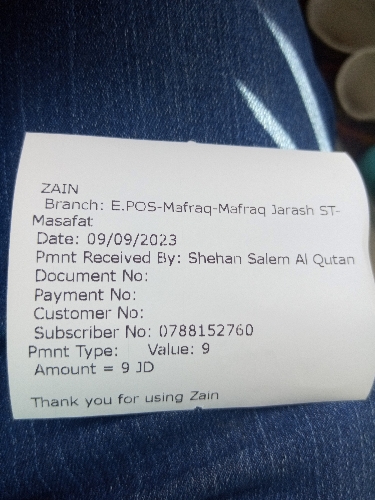 ZAIN
Branch: E.POS-Mafraq-Mafraq Jarash ST-
Masafat
Date: 09/09/2023
Pmnt Received By: Shehan Salem Al Qutan
Document No:
Payment No:
Customer No:
Subscriber No: 0788152760
Pmnt Type: Value: 9
Amount = 9 JD
Thank you for using Zain